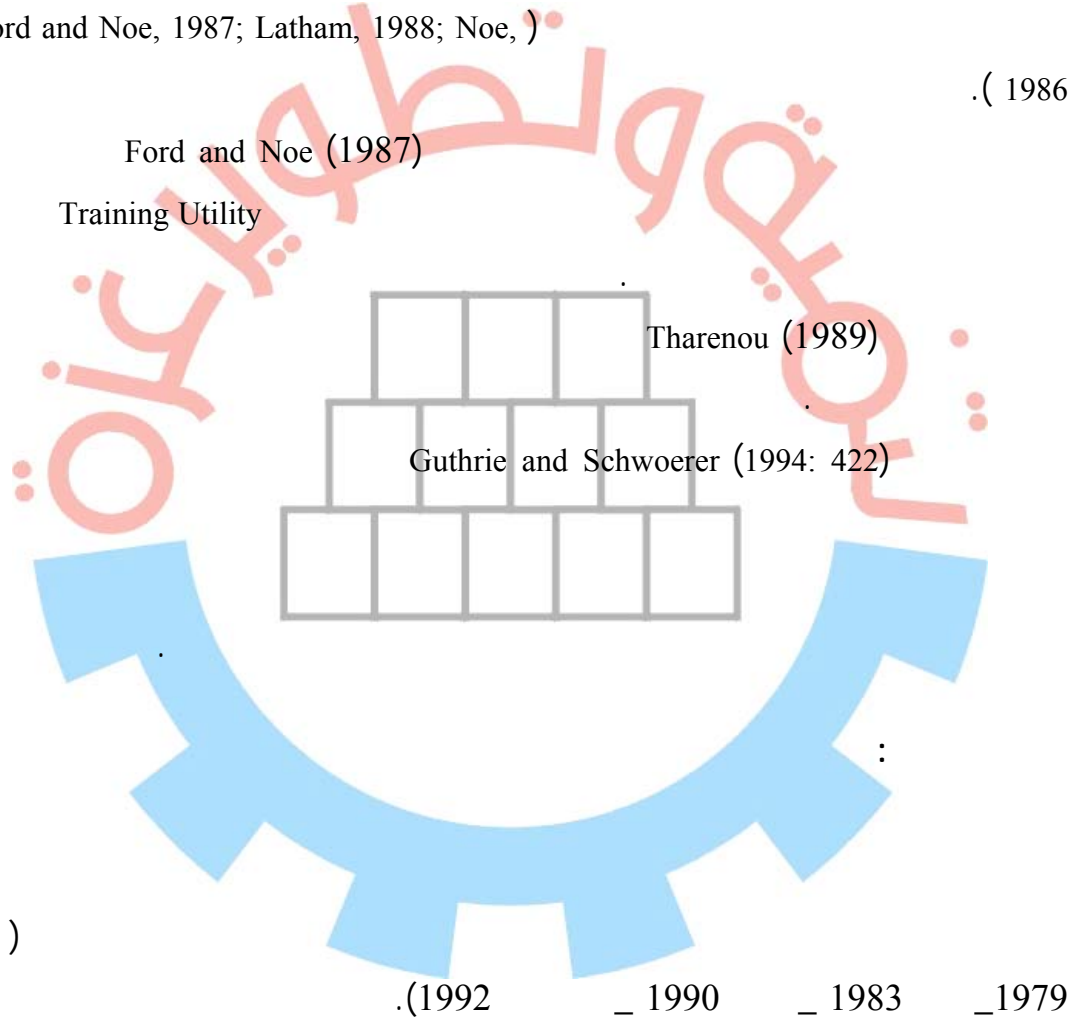 ord and Noe, 1987; Latham, 1988; Noe, )
.( 1986
Ford and Noe (1987)
Training Utility
.
Tharenou (1989)
.
Guthrie and Schwoerer (1994: 422)
.
:
)
.(1992 _ 1990 _ 1983 _1979